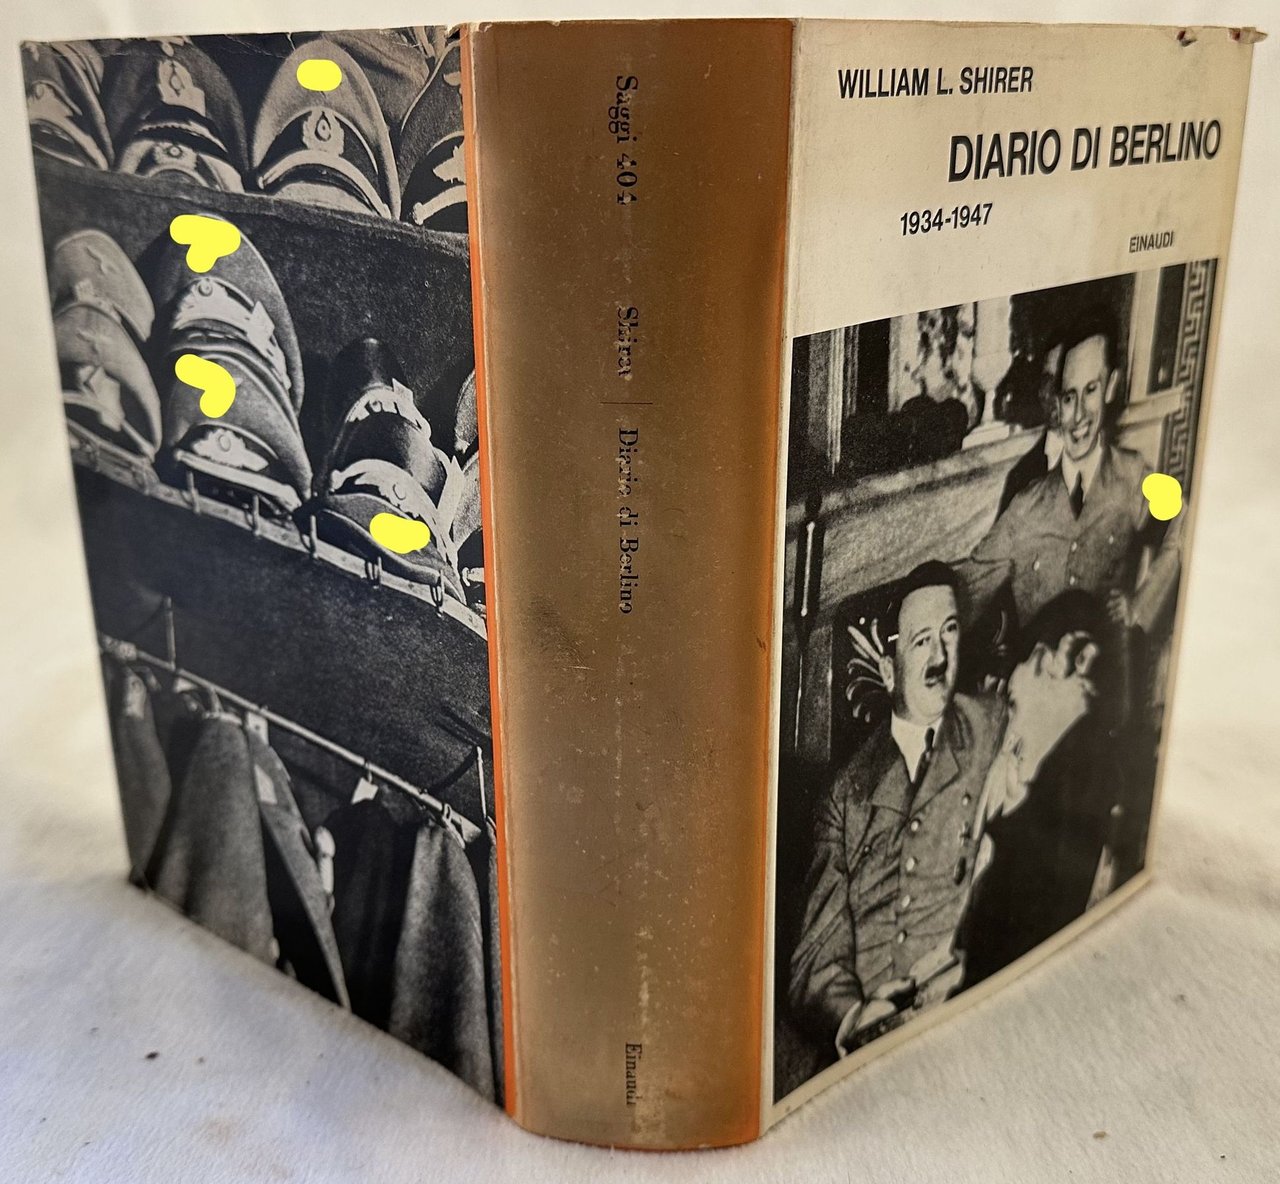 Saggi 404 Shirer Diario di Berlino Einaudi
WILLIAM L. SHIRER
DIARIO DI BERLINO
1934-1947
EINAUDI